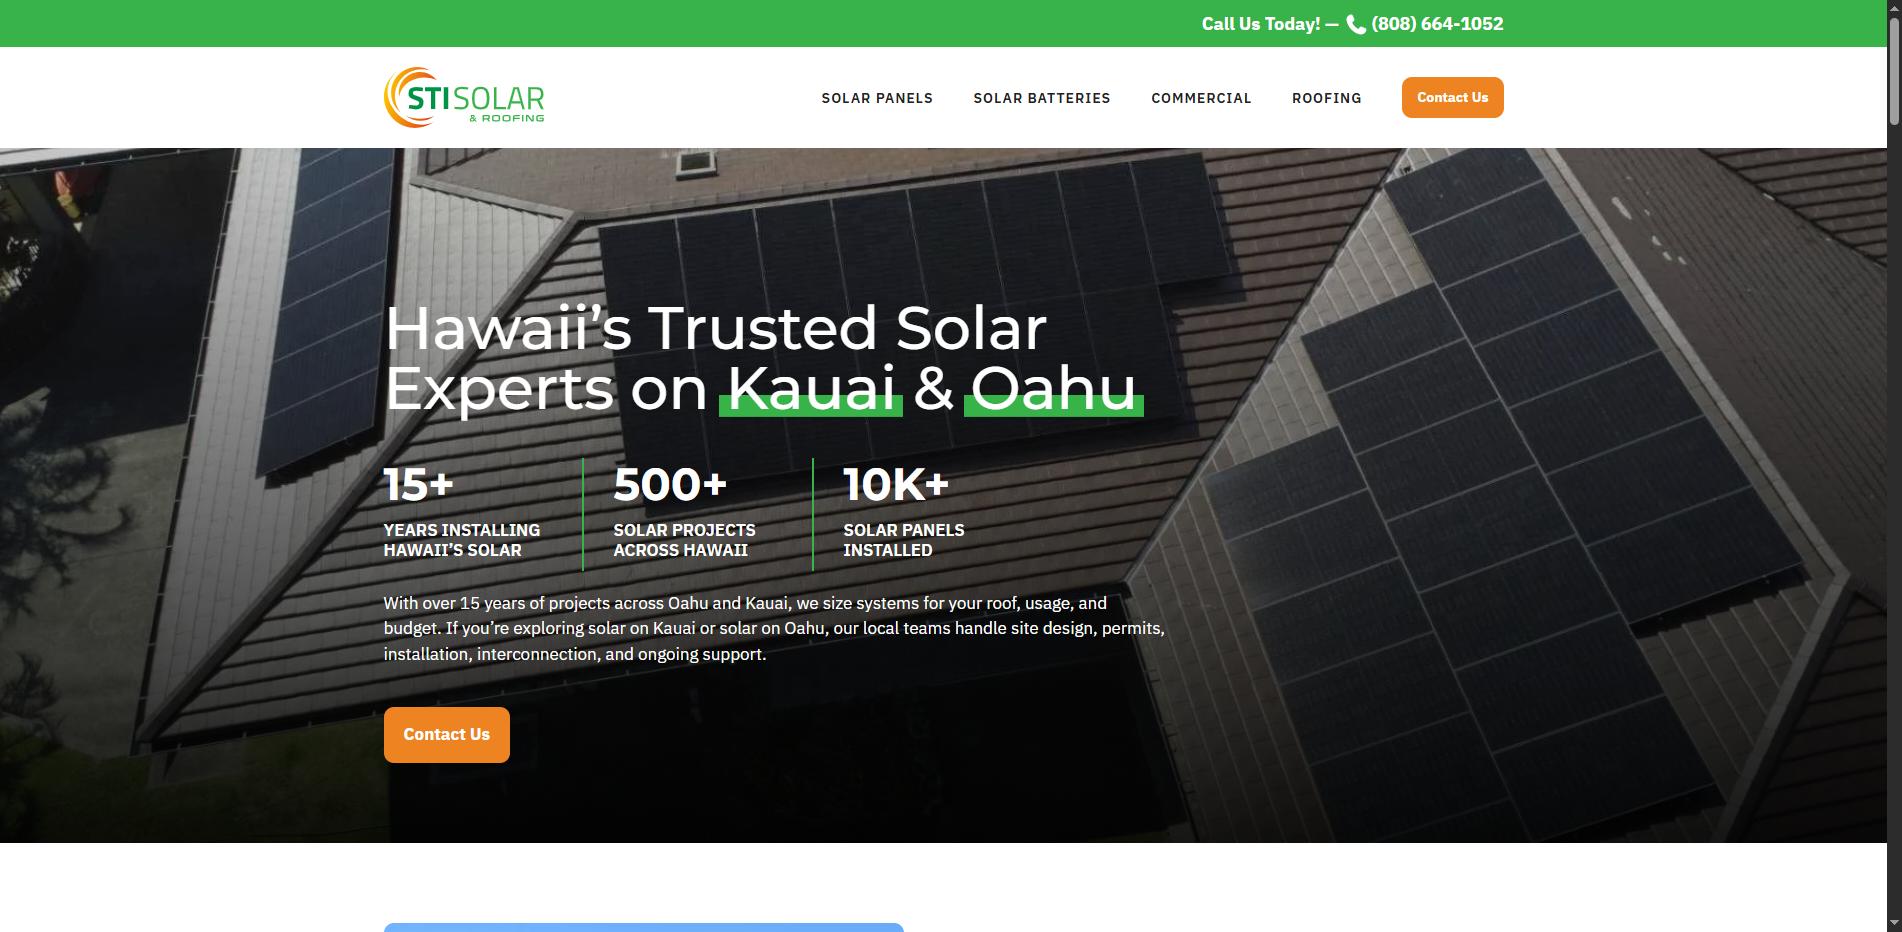 Call Us Today! — (808) 664-1052
STI SOLAR
& ROOFING
SOLAR PANELS
SOLAR BATTERIES
COMMERCIAL
ROOFING
Contact Us
Hawaii’s Trusted Solar
Experts on Kauai & Oahu
15+
YEARS INSTALLING
HAWAII’S SOLAR
500+
SOLAR PROJECTS
ACROSS HAWAII
10K+
SOLAR PANELS
INSTALLED
With over 15 years of projects across Oahu and Kauai, we size systems for your roof, usage, and
budget. If you’re exploring solar on Kauai or solar on Oahu, our local teams handle site design, permits,
installation, interconnection, and ongoing support.
Contact Us